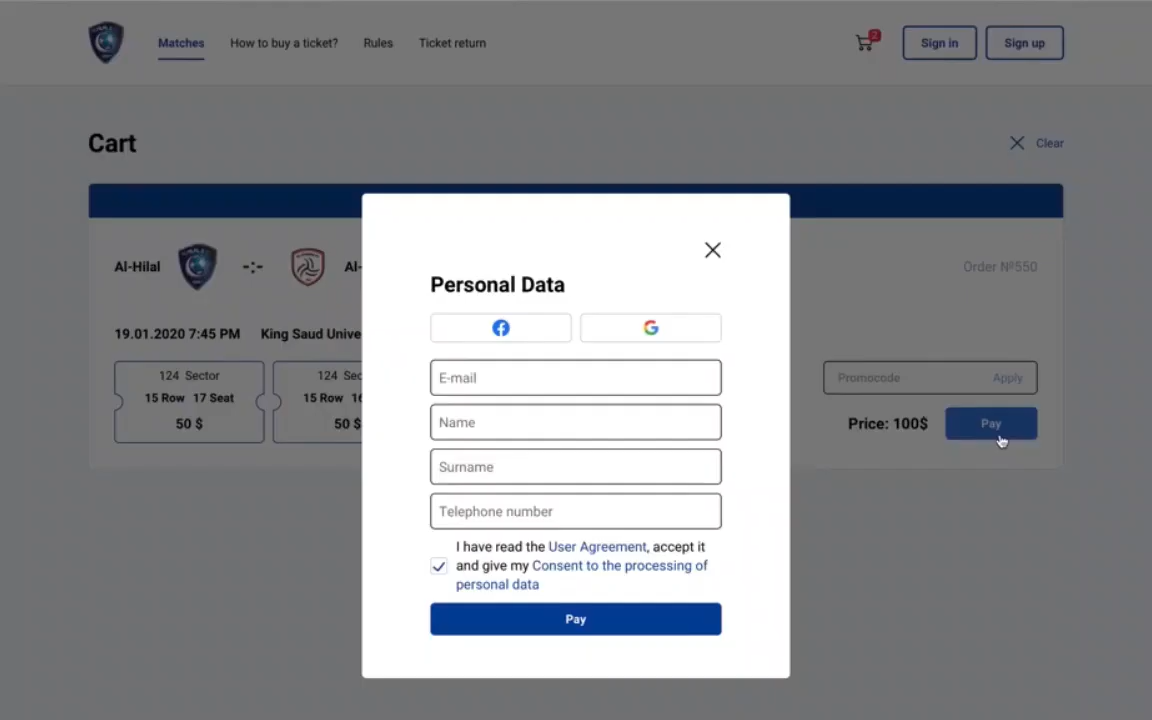 Matches
How to buy a ticket?
Rules
Ticket return
2
Sign in
Sign up
Cart
Clear
Al-Hilal
-:-
Al-
Order №550
19.01.2020 7:45 PM
King Saud Unive
124 Sector
15 Row 17 Seat
50 $
124 Sec
15 Row 1
50 $
Promocode
Apply
Price: 100$
Pay
Personal Data
E-mail
Name
Surname
Telephone number
I have read the User Agreement, accept it
and give my Consent to the processing of
personal data
Pay